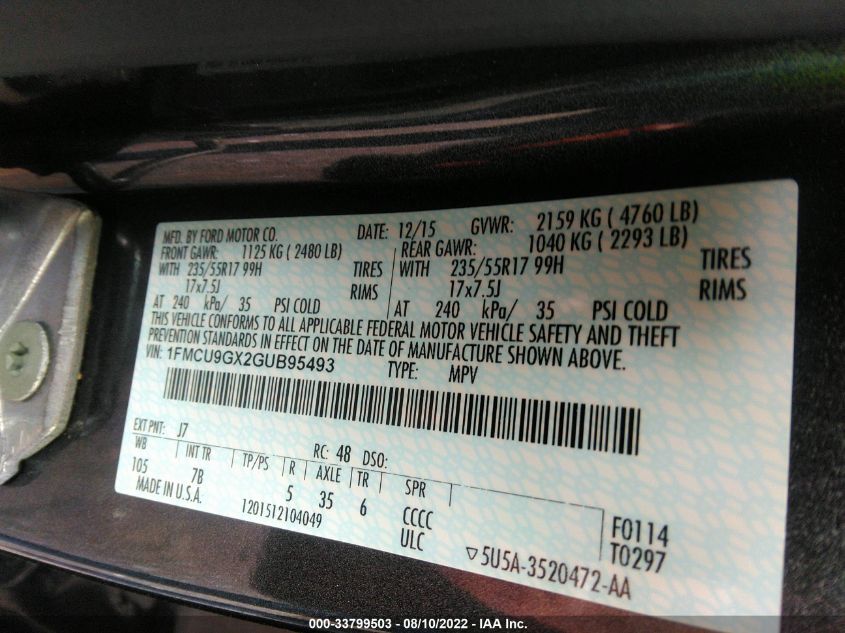 MFD. BY FORD MOTOR CO.
DATE: 12/15 GVWR: 2159 KG ( 4760 LB)
FRONT GAWR: 1125 KG ( 2480 LB)
REAR GAWR: 1040 KG ( 2293 LB)
WITH 235/55R17 99H TIRES
WITH 235/55R17 99H TIRES
17x7.5J RIMS
17x7.5J RIMS
AT 240 kPa/ 35 PSI COLD
AT 240 kPa/ 35 PSI COLD
THIS VEHICLE CONFORMS TO ALL APPLICABLE FEDERAL MOTOR VEHICLE SAFETY AND THEFT
PREVENTION STANDARDS IN EFFECT ON THE DATE OF MANUFACTURE SHOWN ABOVE.
VIN: 1FMCU9GX2GUB95493
TYPE: MPV
EXT PNT: J7 RC: 48 DSO:
WB INT TR TP/PS R AXLE TR SPR
105 7B 5 35 6 CCCC
MADE IN U.S.A. 1201512104049 ULC
F0114
T0297
▽5U5A-3520472-AA
000-33799503 - 08/10/2022 - IAA Inc.